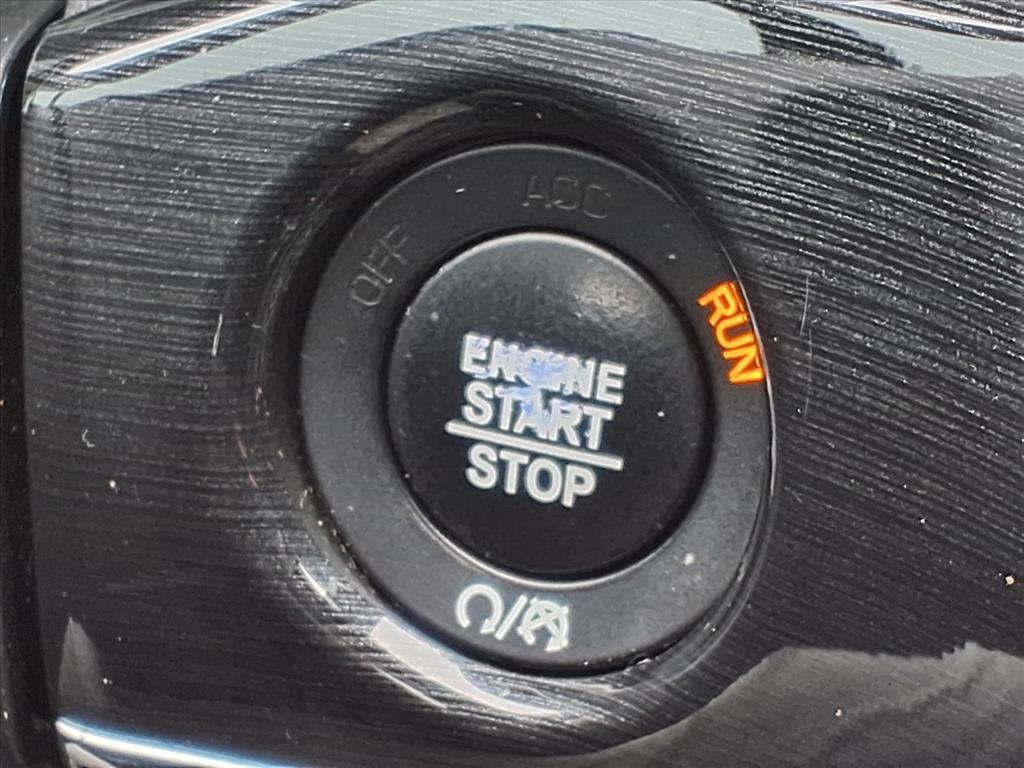 ACC
OFF
RUN
ENGINE
START
STOP